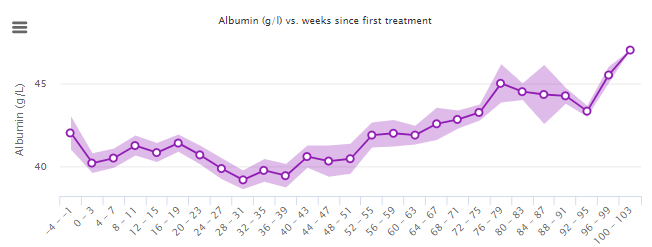 Albumin (g/l) vs. weeks since first treatment
Albumin (g/L)
45
40
-4 – -1
0 – 3
4 – 7
8 – 11
12 – 15
16 – 19
20 – 23
24 – 27
28 – 31
32 – 35
36 – 39
40 – 43
44 – 47
48 – 51
52 – 55
56 – 59
60 – 63
64 – 67
68 – 71
72 – 75
76 – 79
80 – 83
84 – 87
88 – 91
92 – 95
96 – 99
100 – 103